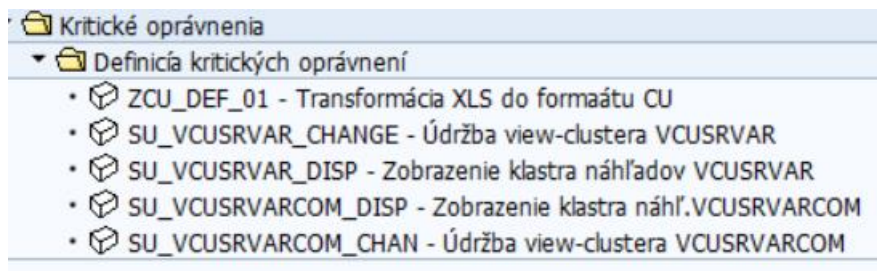 Kritické oprávnenia
Definicía kritických oprávnení
ZCU_DEF_01 - Transformácia XLS do formaátu CU
SU_VCUSRVAR_CHANGE - Údržba view-clustera VCUSRVAR
SU_VCUSRVAR_DISP - Zobrazenie klastra náhľadov VCUSRVAR
SU_VCUSRVARCOM_DISP - Zobrazenie klastra náhľ.VCUSRVARCOM
SU_VCUSRVARCOM_CHAN - Údržba view-clustera VCUSRVARCOM